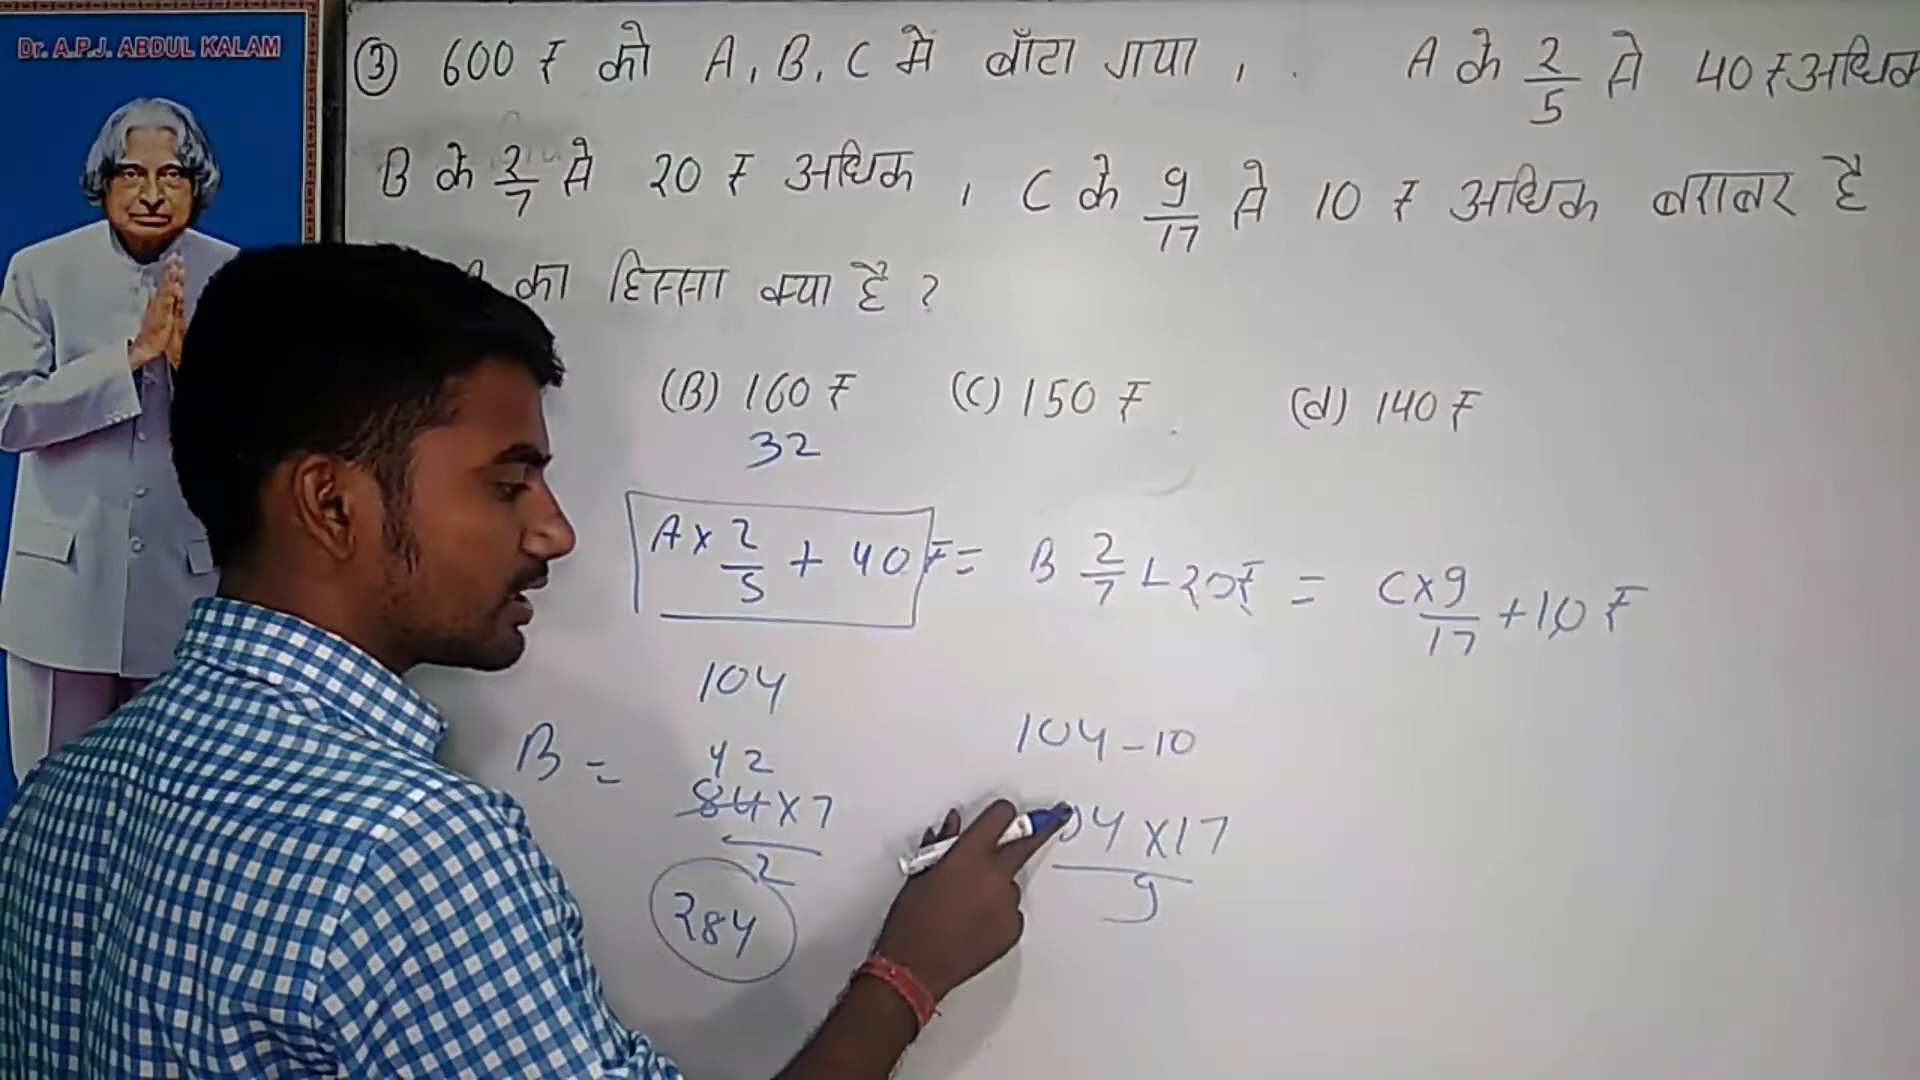 Dr. A.P.J. ABDUL KALAM
③ 600 ₹ को A, B, C में बाँटा गया, A के 2/5 से 40 ₹ अधिक
B के 2/7 से 20 ₹ अधिक, C के 9/17 से 10 ₹ अधिक बराबर है
का हिस्सा क्या है ?
(B) 160 ₹ (C) 150 ₹ (d) 140 ₹
32
A × 2/5 + 40 ₹ = B 2/7 + 20 ₹ = C × 9/17 + 10 ₹
104
B = 42
84 × 7 / 2
284
104 - 10
94 × 17 / 9